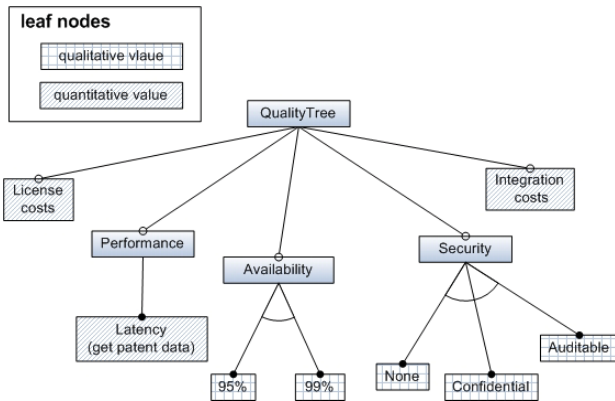 leaf nodes
qualitative vlaue
quantitative value
QualityTree
License
costs
Integration
costs
Performance
Availability
Security
Latency
(get patent data)
95%
99%
None
Confidential
Auditable